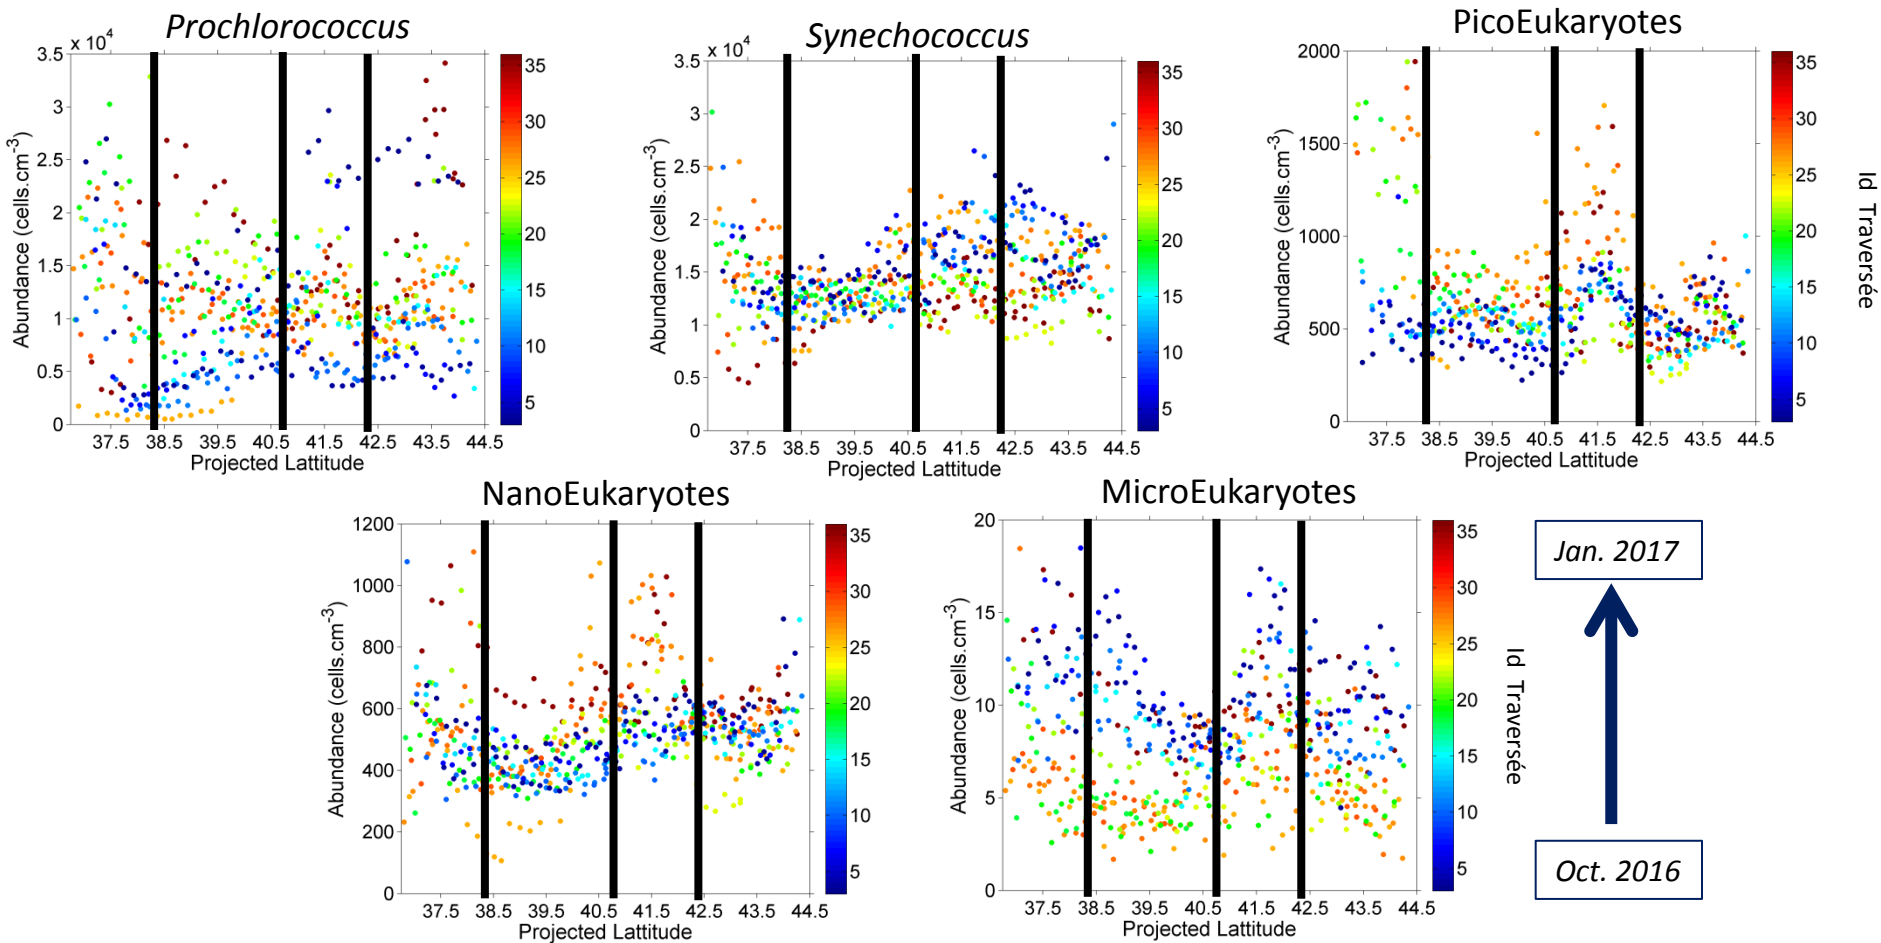 Prochlorococcus
x 10^4
3.5
3
2.5
2
1.5
1
0.5
0
Abundance (cells.cm^-3)
37.5 38.5 39.5 40.5 41.5 42.5 43.5 44.5
Projected Lattitude
35
30
25
20
15
10
5
Synechococcus
x 10^4
3.5
3
2.5
2
1.5
1
0.5
0
Abundance (cells.cm^-3)
37.5 38.5 39.5 40.5 41.5 42.5 43.5 44.5
Projected Lattitude
35
30
25
20
15
10
5
PicoEukaryotes
2000
1500
1000
500
0
Abundance (cells.cm^-3)
37.5 38.5 39.5 40.5 41.5 42.5 43.5 44.5
Projected Lattitude
35
30
25
20
15
10
5
Id Traversée
NanoEukaryotes
1200
1000
800
600
400
200
0
Abundance (cells.cm^-3)
37.5 38.5 39.5 40.5 41.5 42.5 43.5 44.5
Projected Lattitude
35
30
25
20
15
10
5
MicroEukaryotes
20
15
10
5
0
Abundance (cells.cm^-3)
37.5 38.5 39.5 40.5 41.5 42.5 43.5 44.5
Projected Lattitude
35
30
25
20
15
10
5
Id Traversée
Jan. 2017
Oct. 2016